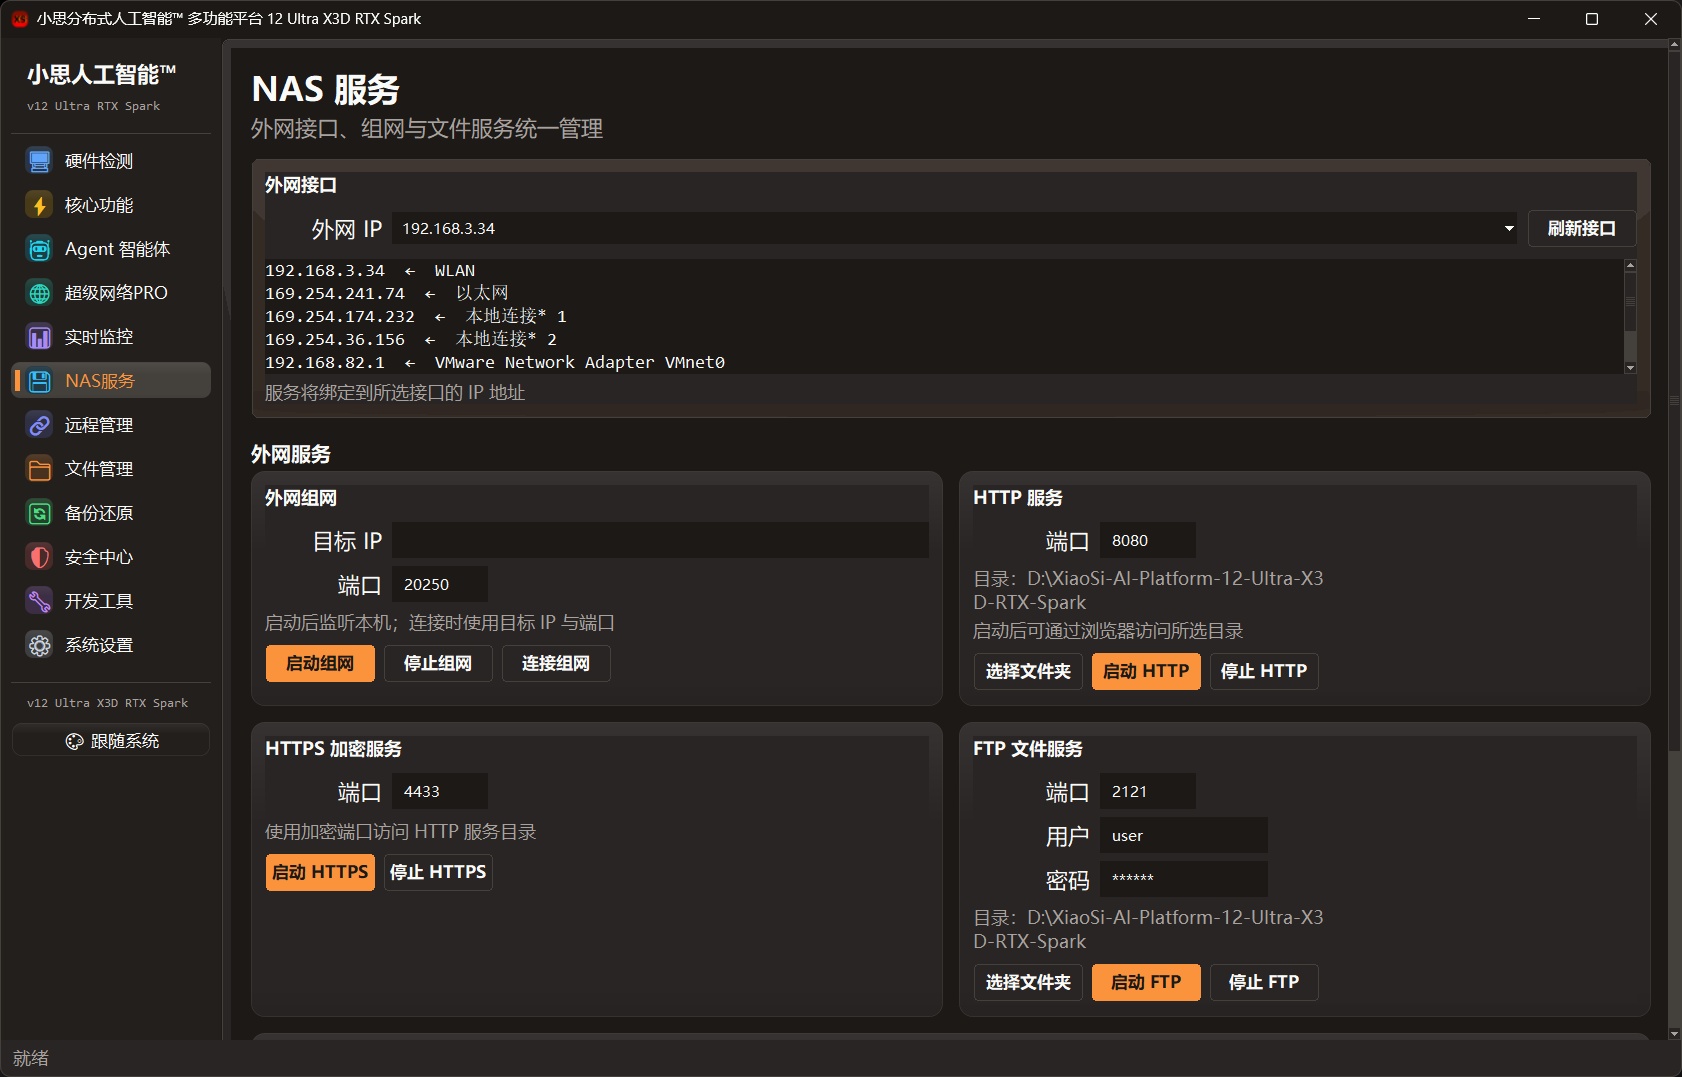 小思分布式人工智能™ 多功能平台 12 Ultra X3D RTX Spark
小思人工智能™
v12 Ultra RTX Spark
硬件检测
核心功能
Agent 智能体
超级网络PRO
实时监控
NAS服务
远程管理
文件管理
备份还原
安全中心
开发工具
系统设置
v12 Ultra X3D RTX Spark
跟随系统
NAS 服务
外网接口、组网与文件服务统一管理
外网接口
外网 IP 192.168.3.34 刷新接口
192.168.3.34 ← WLAN
169.254.241.74 ← 以太网
169.254.174.232 ← 本地连接* 1
169.254.36.156 ← 本地连接* 2
192.168.82.1 ← VMware Network Adapter VMnet0
服务将绑定到所选接口的 IP 地址
外网服务
外网组网
目标 IP
端口 20250
启动后监听本机；连接时使用目标 IP 与端口
启动组网 停止组网 连接组网
HTTP 服务
端口 8080
目录：D:\XiaoSi-AI-Platform-12-Ultra-X3
D-RTX-Spark
启动后可通过浏览器访问所选目录
选择文件夹 启动 HTTP 停止 HTTP
HTTPS 加密服务
端口 4433
使用加密端口访问 HTTP 服务目录
启动 HTTPS 停止 HTTPS
FTP 文件服务
端口 2121
用户 user
密码 ******
目录：D:\XiaoSi-AI-Platform-12-Ultra-X3
D-RTX-Spark
选择文件夹 启动 FTP 停止 FTP
就绪